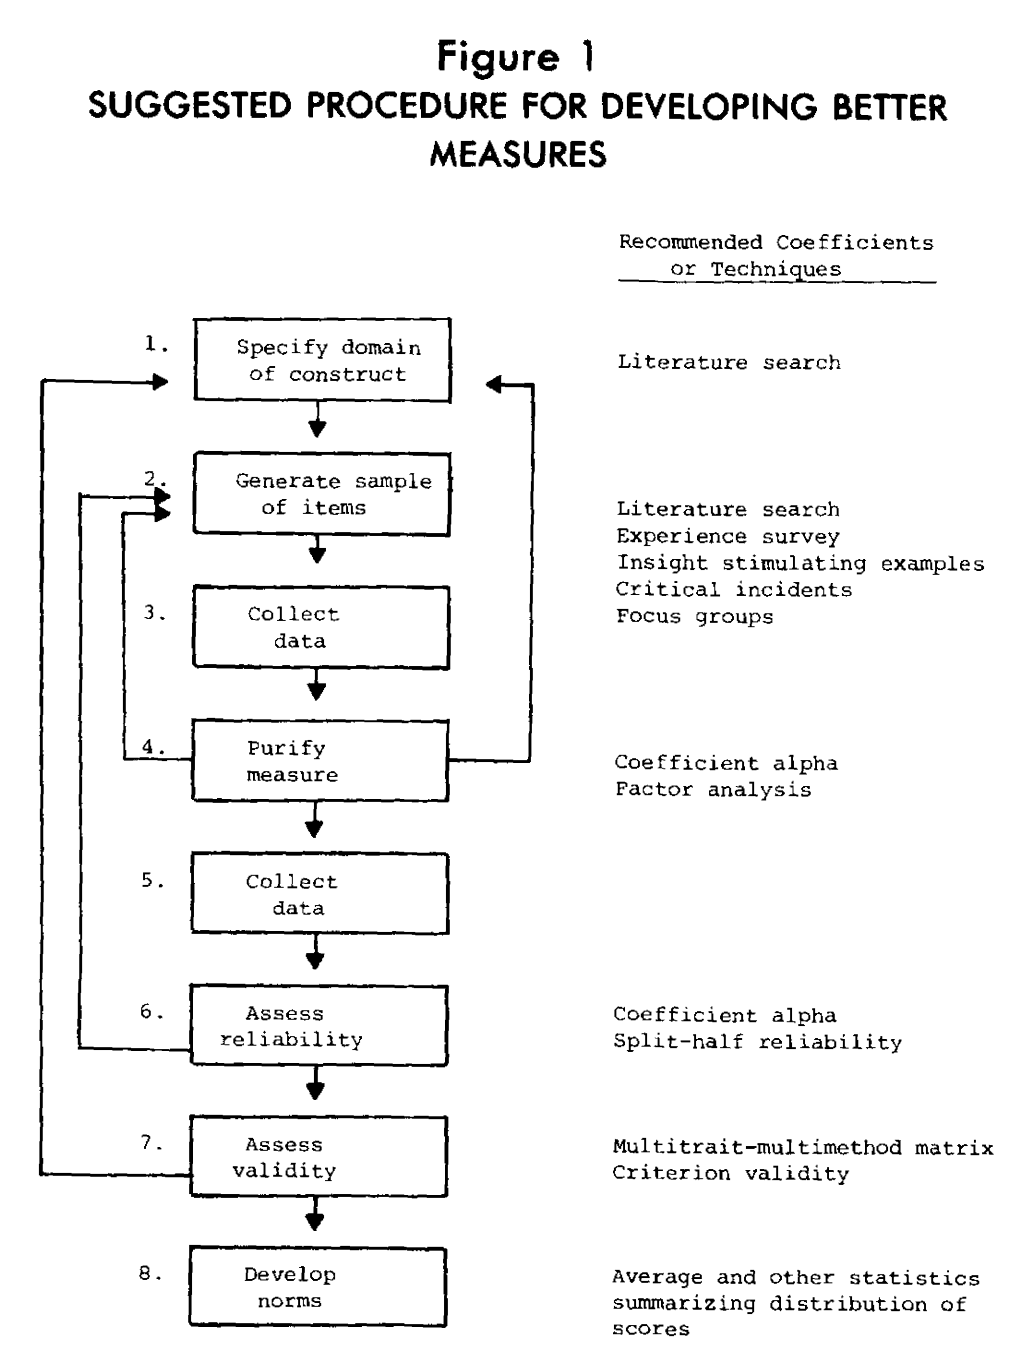 Figure 1
SUGGESTED PROCEDURE FOR DEVELOPING BETTER
MEASURES
Recommended Coefficients
or Techniques
1.
Specify domain
of construct
Literature search
2.
Generate sample
of items
Literature search
Experience survey
Insight stimulating examples
Critical incidents
Focus groups
3.
Collect
data
4.
Purify
measure
Coefficient alpha
Factor analysis
5.
Collect
data
6.
Assess
reliability
Coefficient alpha
Split-half reliability
7.
Assess
validity
Multitrait-multimethod matrix
Criterion validity
8.
Develop
norms
Average and other statistics
summarizing distribution of
scores